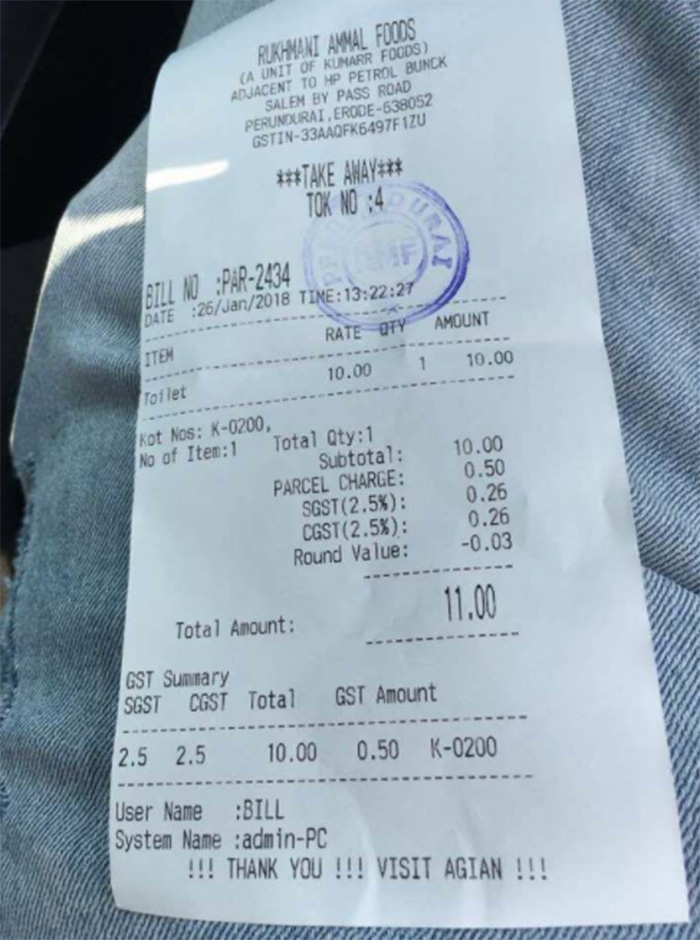 RUKHMANI AMMAL FOODS
(A UNIT OF KUMARR FOODS)
ADJACENT TO HP PETROL BUNCK
SALEM BY PASS ROAD
PERUNDURAI,ERODE-638052
GSTIN-33AAQFK6497F1ZU
***TAKE AWAY***
TOK NO :4
BILL NO :PAR-2434
DATE :26/Jan/2018 TIME:13:22:27
ITEM RATE QTY AMOUNT
Toilet 10.00 1 10.00
Kot Nos: K-0200,
No of Item:1 Total Qty:1
Subtotal: 10.00
PARCEL CHARGE: 0.50
SGST(2.5%): 0.26
CGST(2.5%): 0.26
Round Value: -0.03
Total Amount: 11.00
GST Summary
SGST CGST Total GST Amount
2.5 2.5 10.00 0.50 K-0200
User Name :BILL
System Name :admin-PC
!!! THANK YOU !!! VISIT AGIAN !!!